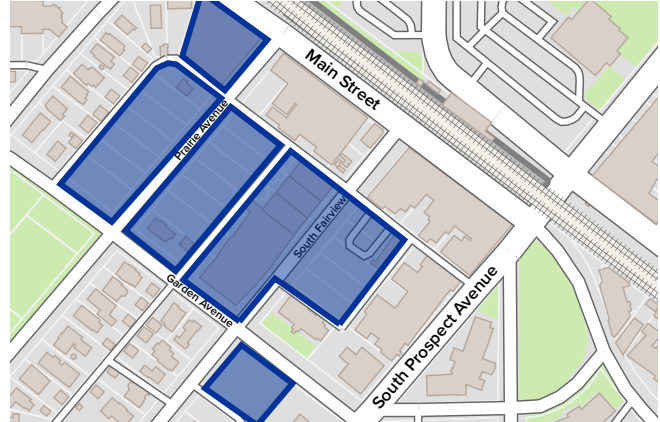 Main Street
Prairie Avenue
South Fairview
Garden Avenue
South Prospect Avenue